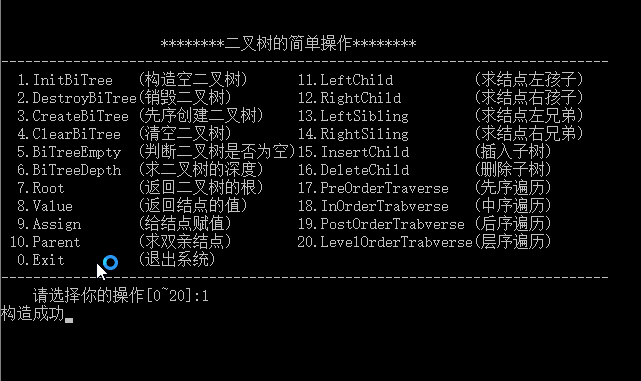 ********二叉树的简单操作********
--------------------------------------------------------------------------
1.InitBiTree (构造空二叉树) 11.LeftChild (求结点左孩子)
2.DestroyBiTree(销毁二叉树) 12.RightChild (求结点右孩子)
3.CreateBiTree (先序创建二叉树) 13.LeftSibling (求结点左兄弟)
4.ClearBiTree (清空二叉树) 14.RightSiling (求结点右兄弟)
5.BiTreeEmpty (判断二叉树是否为空)15.InsertChild (插入子树)
6.BiTreeDepth (求二叉树的深度) 16.DeleteChild (删除子树)
7.Root (返回二叉树的根) 17.PreOrderTraverse (先序遍历)
8.Value (返回结点的值) 18.InOrderTrabverse (中序遍历)
9.Assign (给结点赋值) 19.PostOrderTrabverse (后序遍历)
10.Parent (求双亲结点) 20.LevelOrderTrabverse(层序遍历)
0.Exit (退出系统)
--------------------------------------------------------------------------
请选择你的操作[0~20]:1
构造成功